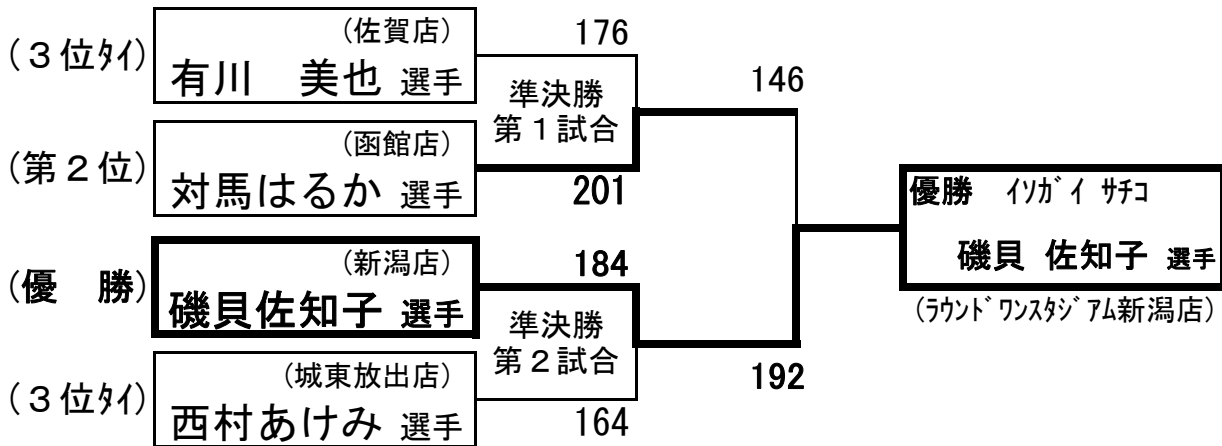 (佐賀店)
(３位ﾀｲ)
有川　美也 選手
176
準決勝
第１試合
146
(函館店)
(第２位)
対馬はるか 選手
201
優勝　ｲｿｶﾞｲ ｻﾁｺ
磯貝 佐知子 選手
(ﾗｳﾝﾄﾞﾜﾝｽﾀｼﾞｱﾑ新潟店)
(新潟店)
(優　勝)
磯貝佐知子 選手
184
準決勝
第２試合
192
(城東放出店)
(３位ﾀｲ)
西村あけみ 選手
164